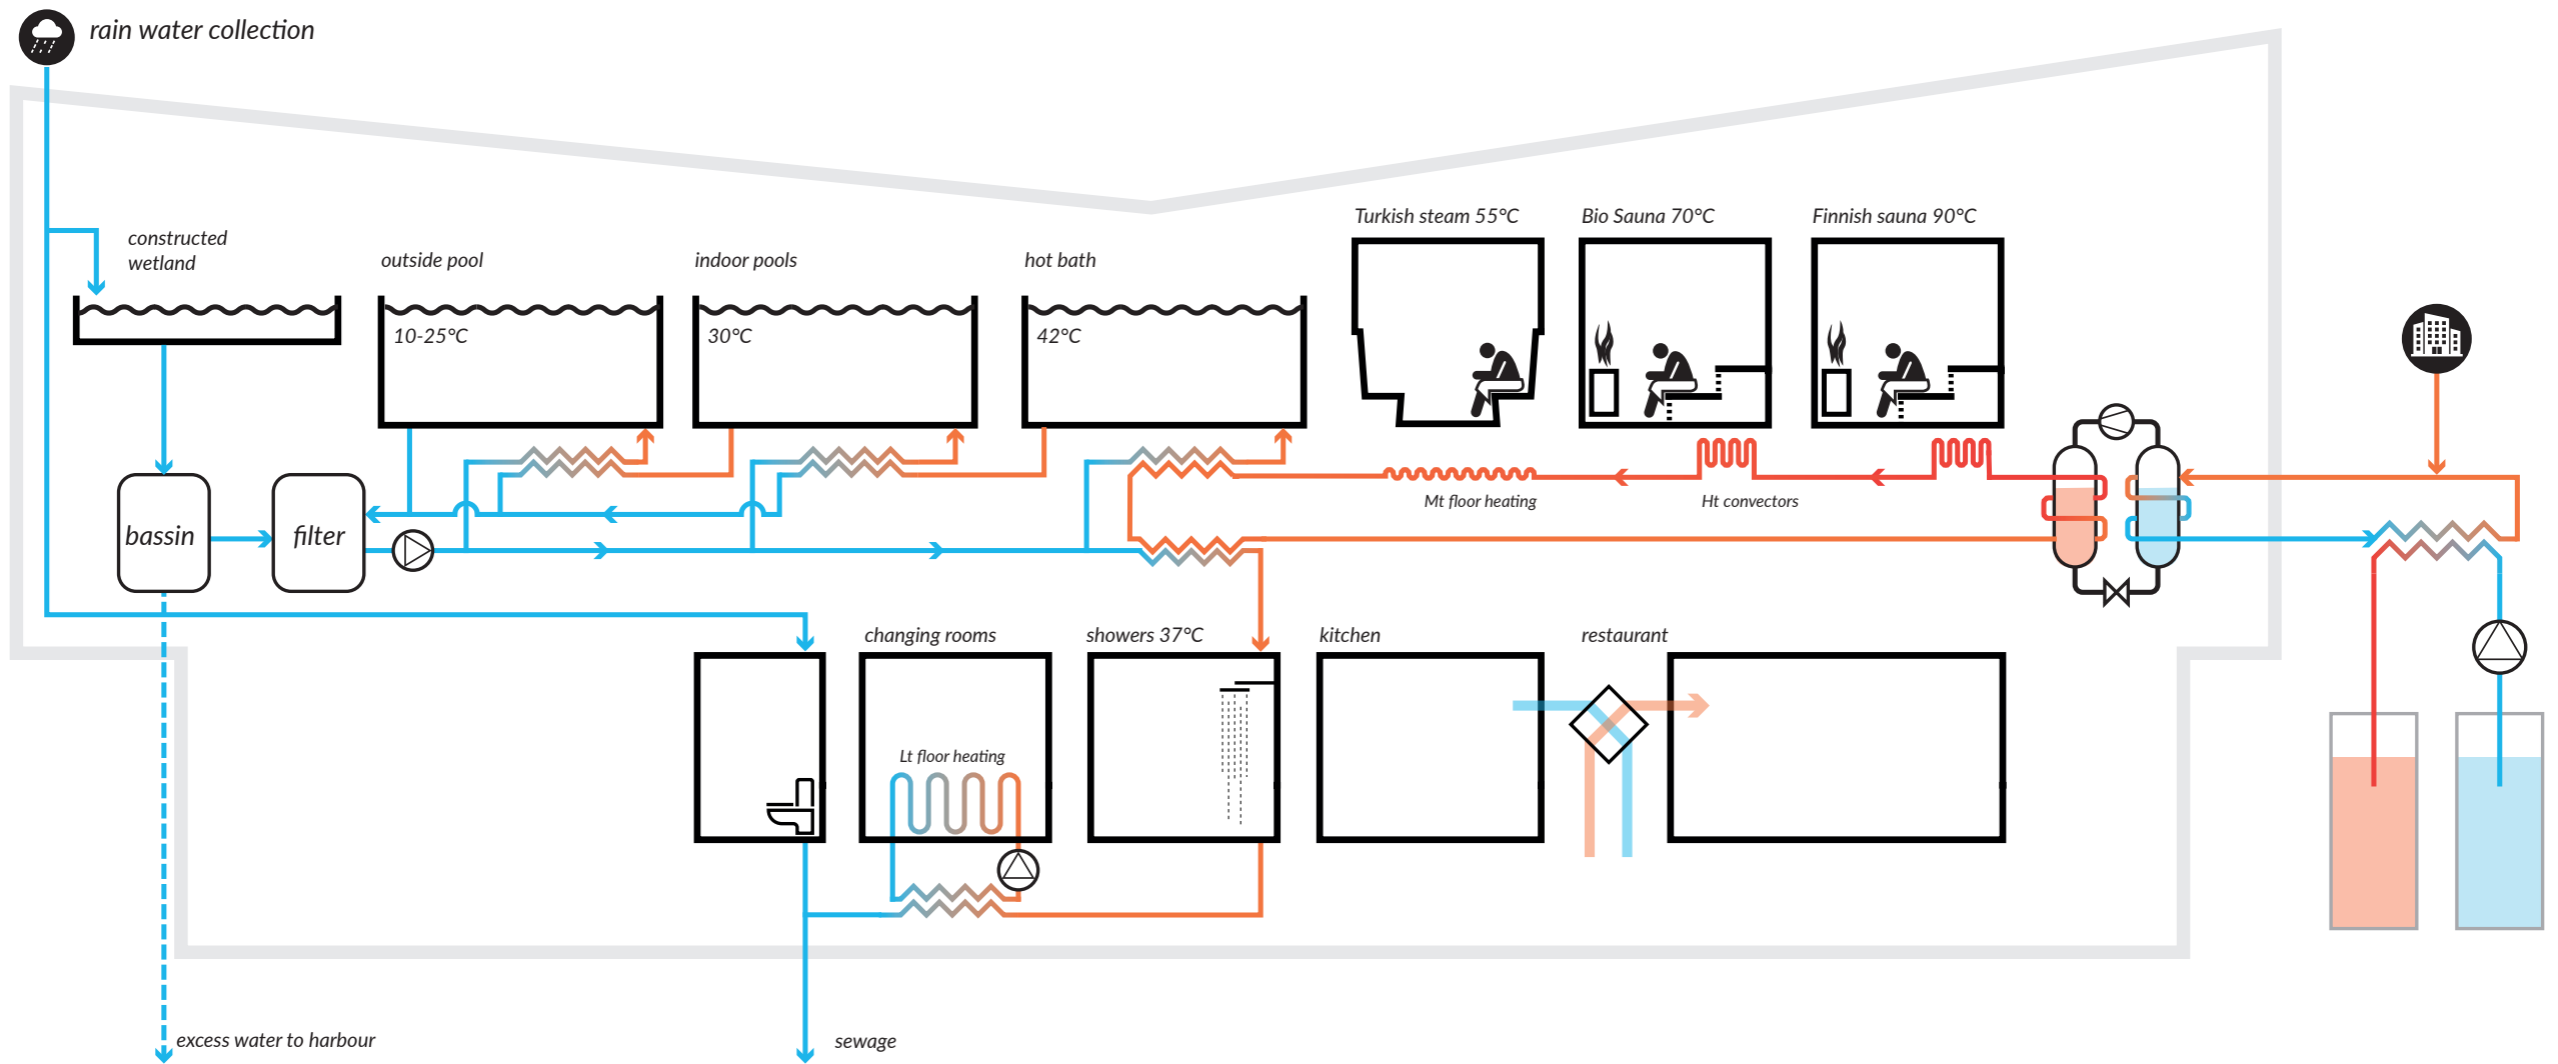 rain water collection
Turkish steam 55°C
Bio Sauna 70°C
Finnish sauna 90°C
constructed
wetland
outside pool
indoor pools
hot bath
10-25°C
30°C
42°C
Mt floor heating
Ht convectors
bassin
filter
changing rooms
showers 37°C
kitchen
restaurant
Lt floor heating
excess water to harbour
sewage